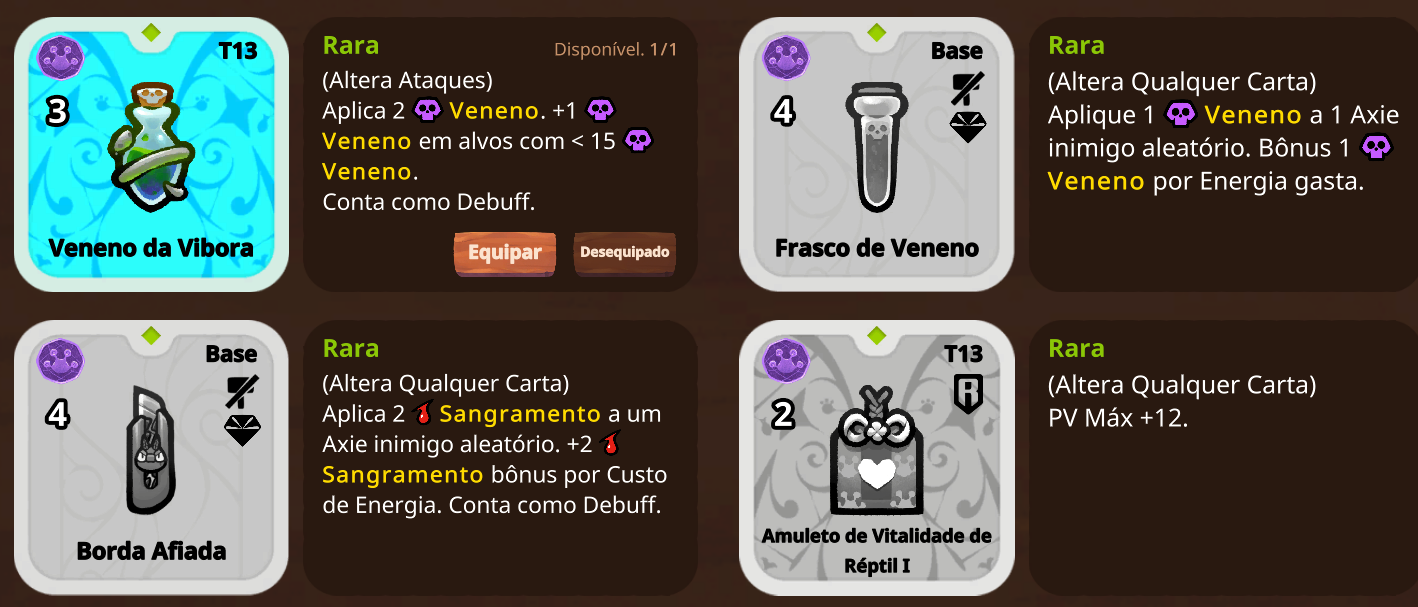 T13
3
Veneno da Vibora
Rara
Disponível. 1/1
(Altera Ataques)
Aplica 2 Veneno. +1
Veneno em alvos com < 15
Veneno.
Conta como Debuff.
Equipar
Desequipado
Base
4
Frasco de Veneno
Rara
(Altera Qualquer Carta)
Aplique 1 Veneno a 1 Axie
inimigo aleatório. Bônus 1
Veneno por Energia gasta.
Base
4
Borda Afiada
Rara
(Altera Qualquer Carta)
Aplica 2 Sangramento a um
Axie inimigo aleatório. +2
Sangramento bônus por Custo
de Energia. Conta como Debuff.
T13
R
2
Amuleto de Vitalidade de
Réptil I
Rara
(Altera Qualquer Carta)
PV Máx +12.